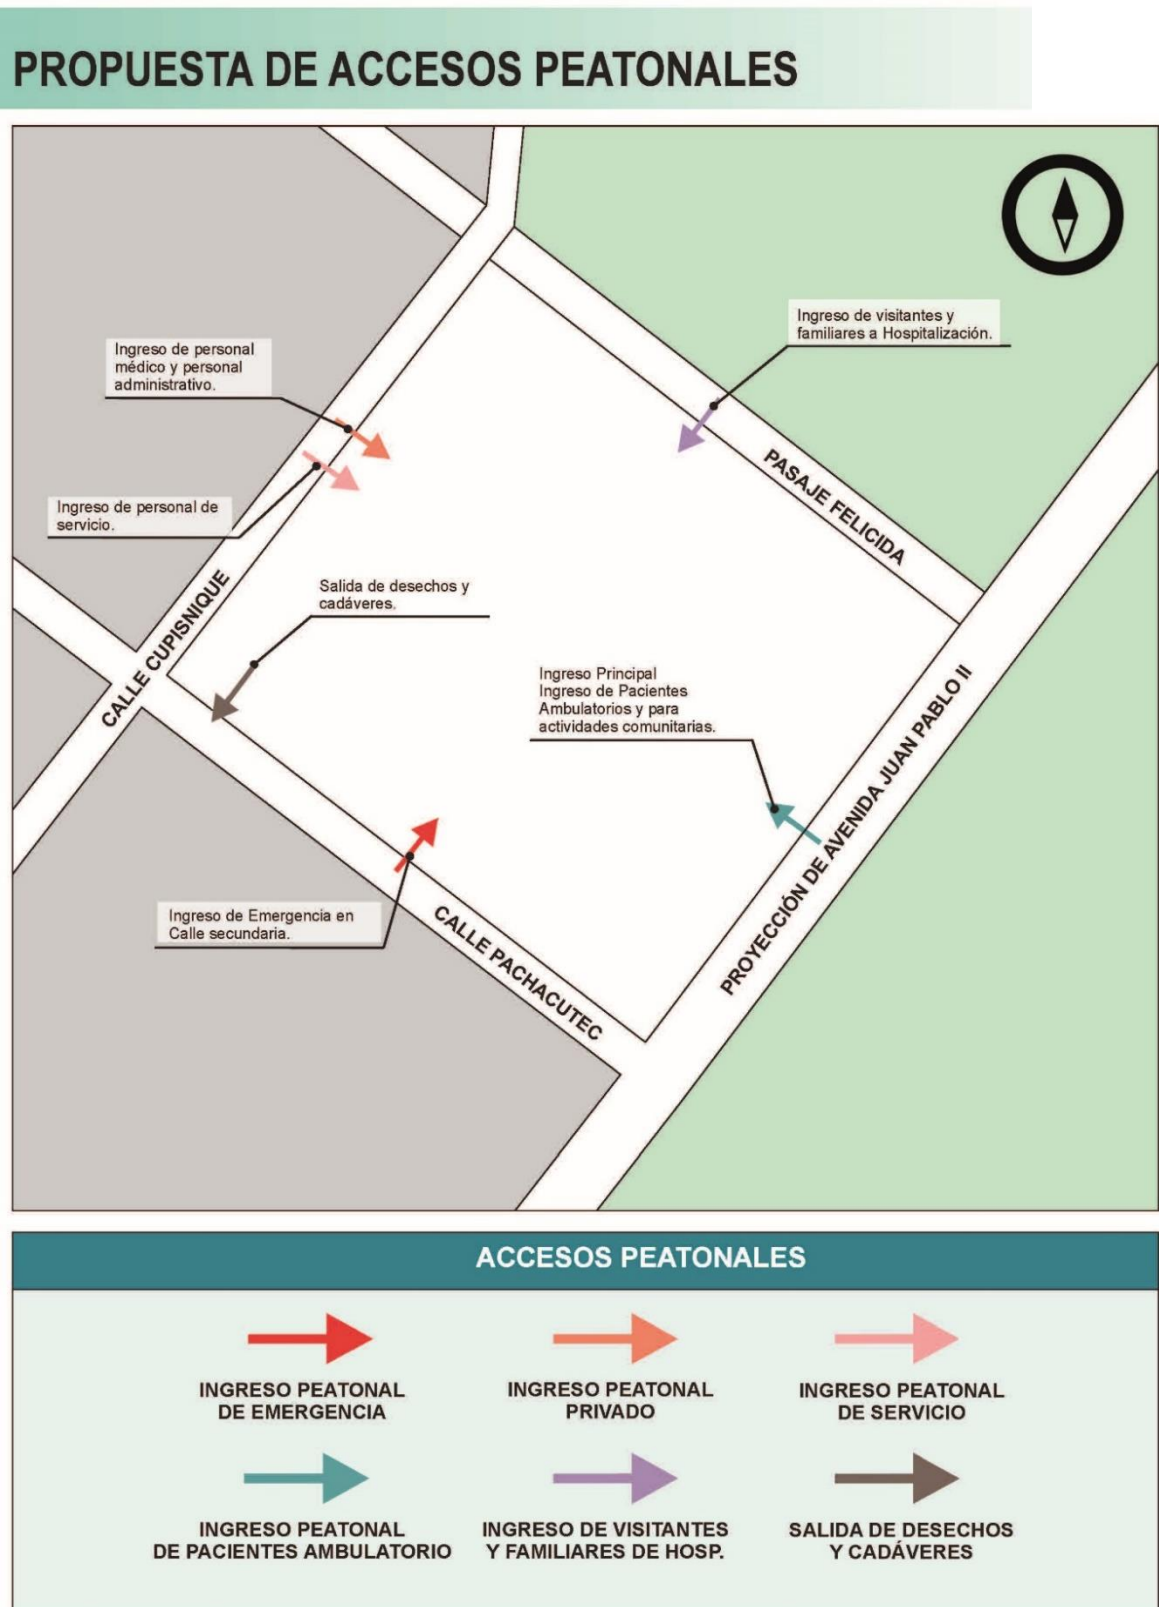 PROPUESTA DE ACCESOS PEATONALES
Ingreso de visitantes y
familiares a Hospitalización.
Ingreso de personal
médico y personal
administrativo.
PASAJE FELICIDA
Ingreso de personal de
servicio.
Salida de desechos y
cadáveres.
CALLE CUPISNIQUE
Ingreso Principal
Ingreso de Pacientes
Ambulatorios y para
actividades comunitarias.
PROYECCIÓN DE AVENIDA JUAN PABLO II
Ingreso de Emergencia en
Calle secundaria.
CALLE PACHACUTEC
ACCESOS PEATONALES
INGRESO PEATONAL
DE EMERGENCIA
INGRESO PEATONAL
PRIVADO
INGRESO PEATONAL
DE SERVICIO
INGRESO PEATONAL
DE PACIENTES AMBULATORIO
INGRESO DE VISITANTES
Y FAMILIARES DE HOSP.
SALIDA DE DESECHOS
Y CADÁVERES